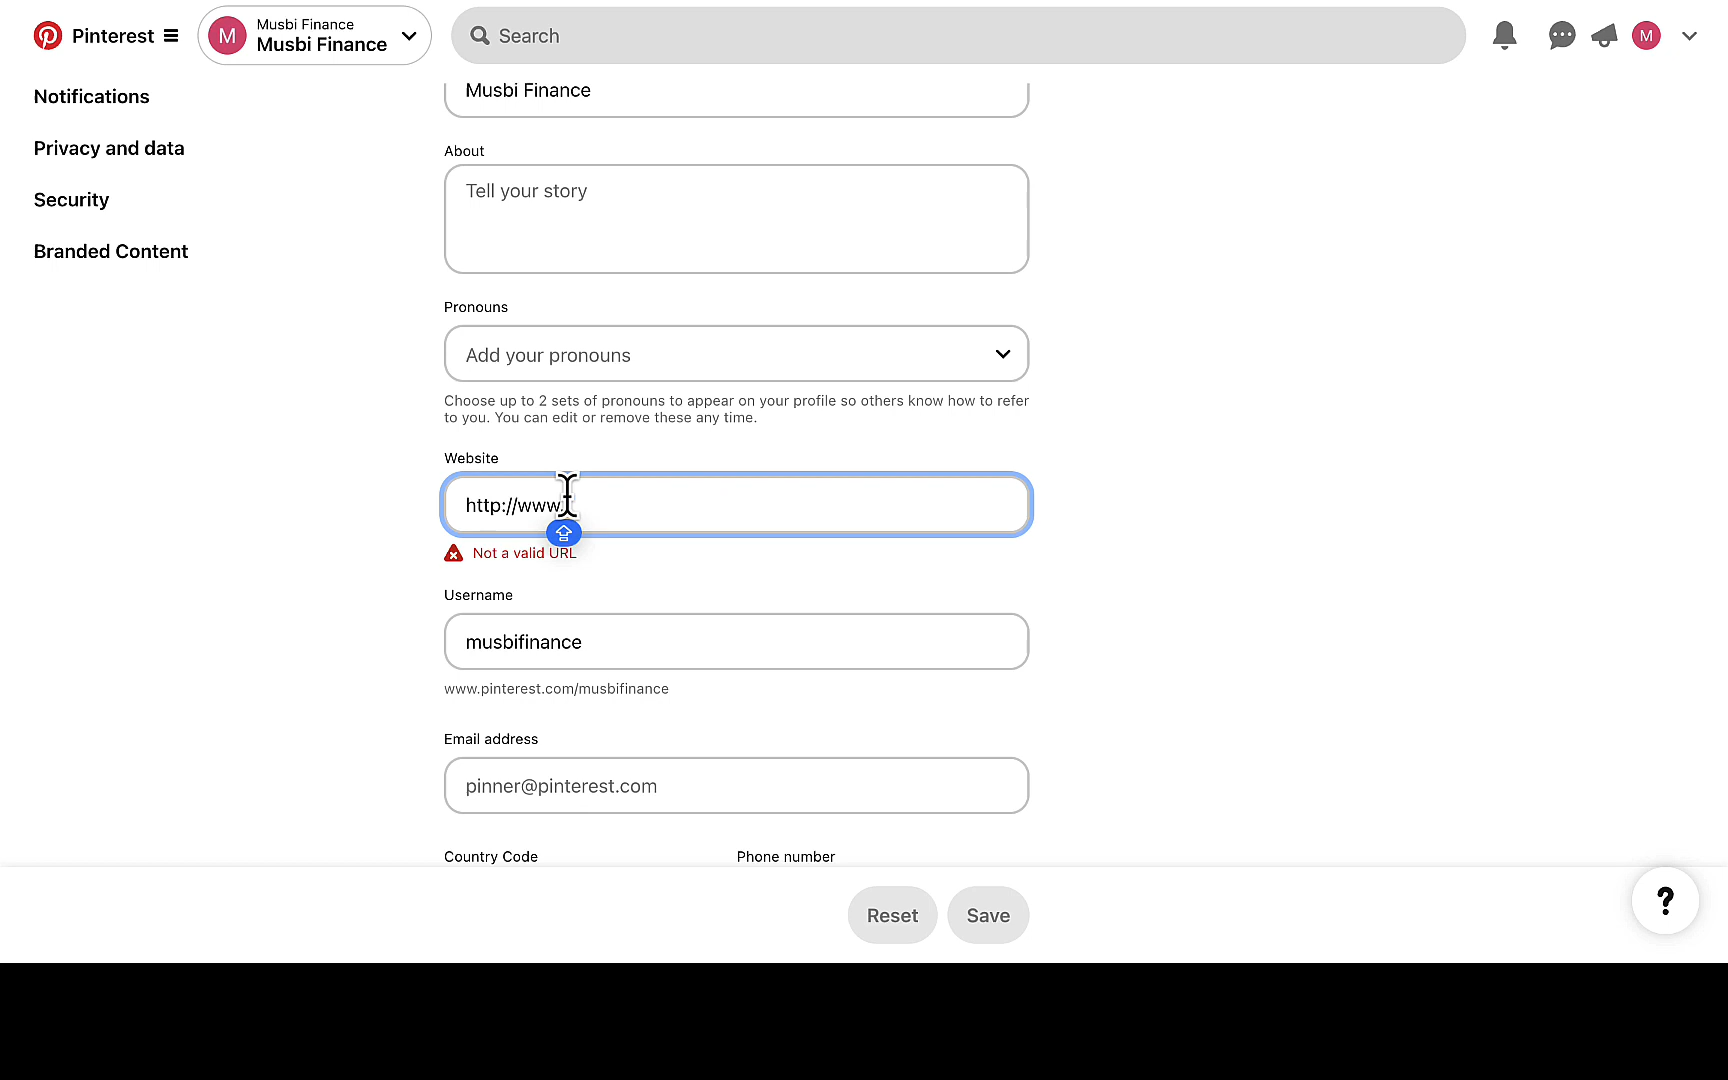 Pinterest
Musbi Finance
Musbi Finance
M
Search
M
Notifications
Privacy and data
Security
Branded Content
Musbi Finance
About
Tell your story
Pronouns
Add your pronouns
Choose up to 2 sets of pronouns to appear on your profile so others know how to refer
to you. You can edit or remove these any time.
Website
http://www.
Not a valid URL
Username
musbifinance
www.pinterest.com/musbifinance
Email address
pinner@pinterest.com
Country Code
Phone number
Reset
Save
?